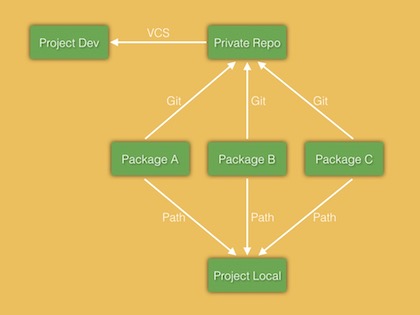 VCS
Project Dev
Private Repo
Git
Git
Git
Package A
Package B
Package C
Path
Path
Path
Project Local